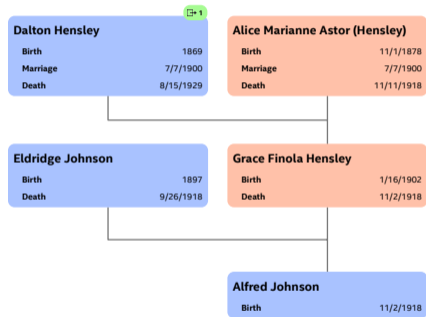 1
Dalton Hensley
Birth 1869
Marriage 7/7/1900
Death 8/15/1929
Alice Marianne Astor (Hensley)
Birth 11/1/1878
Marriage 7/7/1900
Death 11/11/1918
Eldridge Johnson
Birth 1897
Death 9/26/1918
Grace Finola Hensley
Birth 1/16/1902
Death 11/2/1918
Alfred Johnson
Birth 11/2/1918